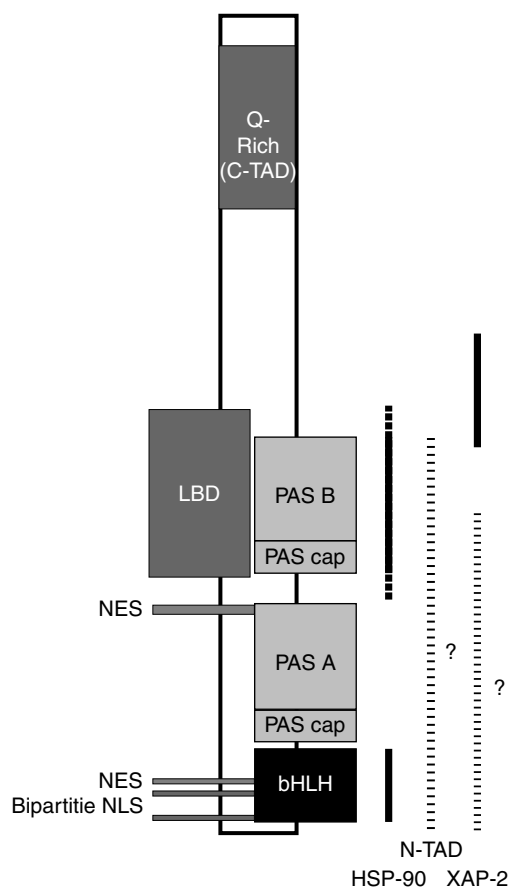 Q-
Rich
(C-TAD)
LBD
PAS B
PAS cap
NES
PAS A
?
?
PAS cap
NES
bHLH
Bipartitie NLS
N-TAD
HSP-90 XAP-2